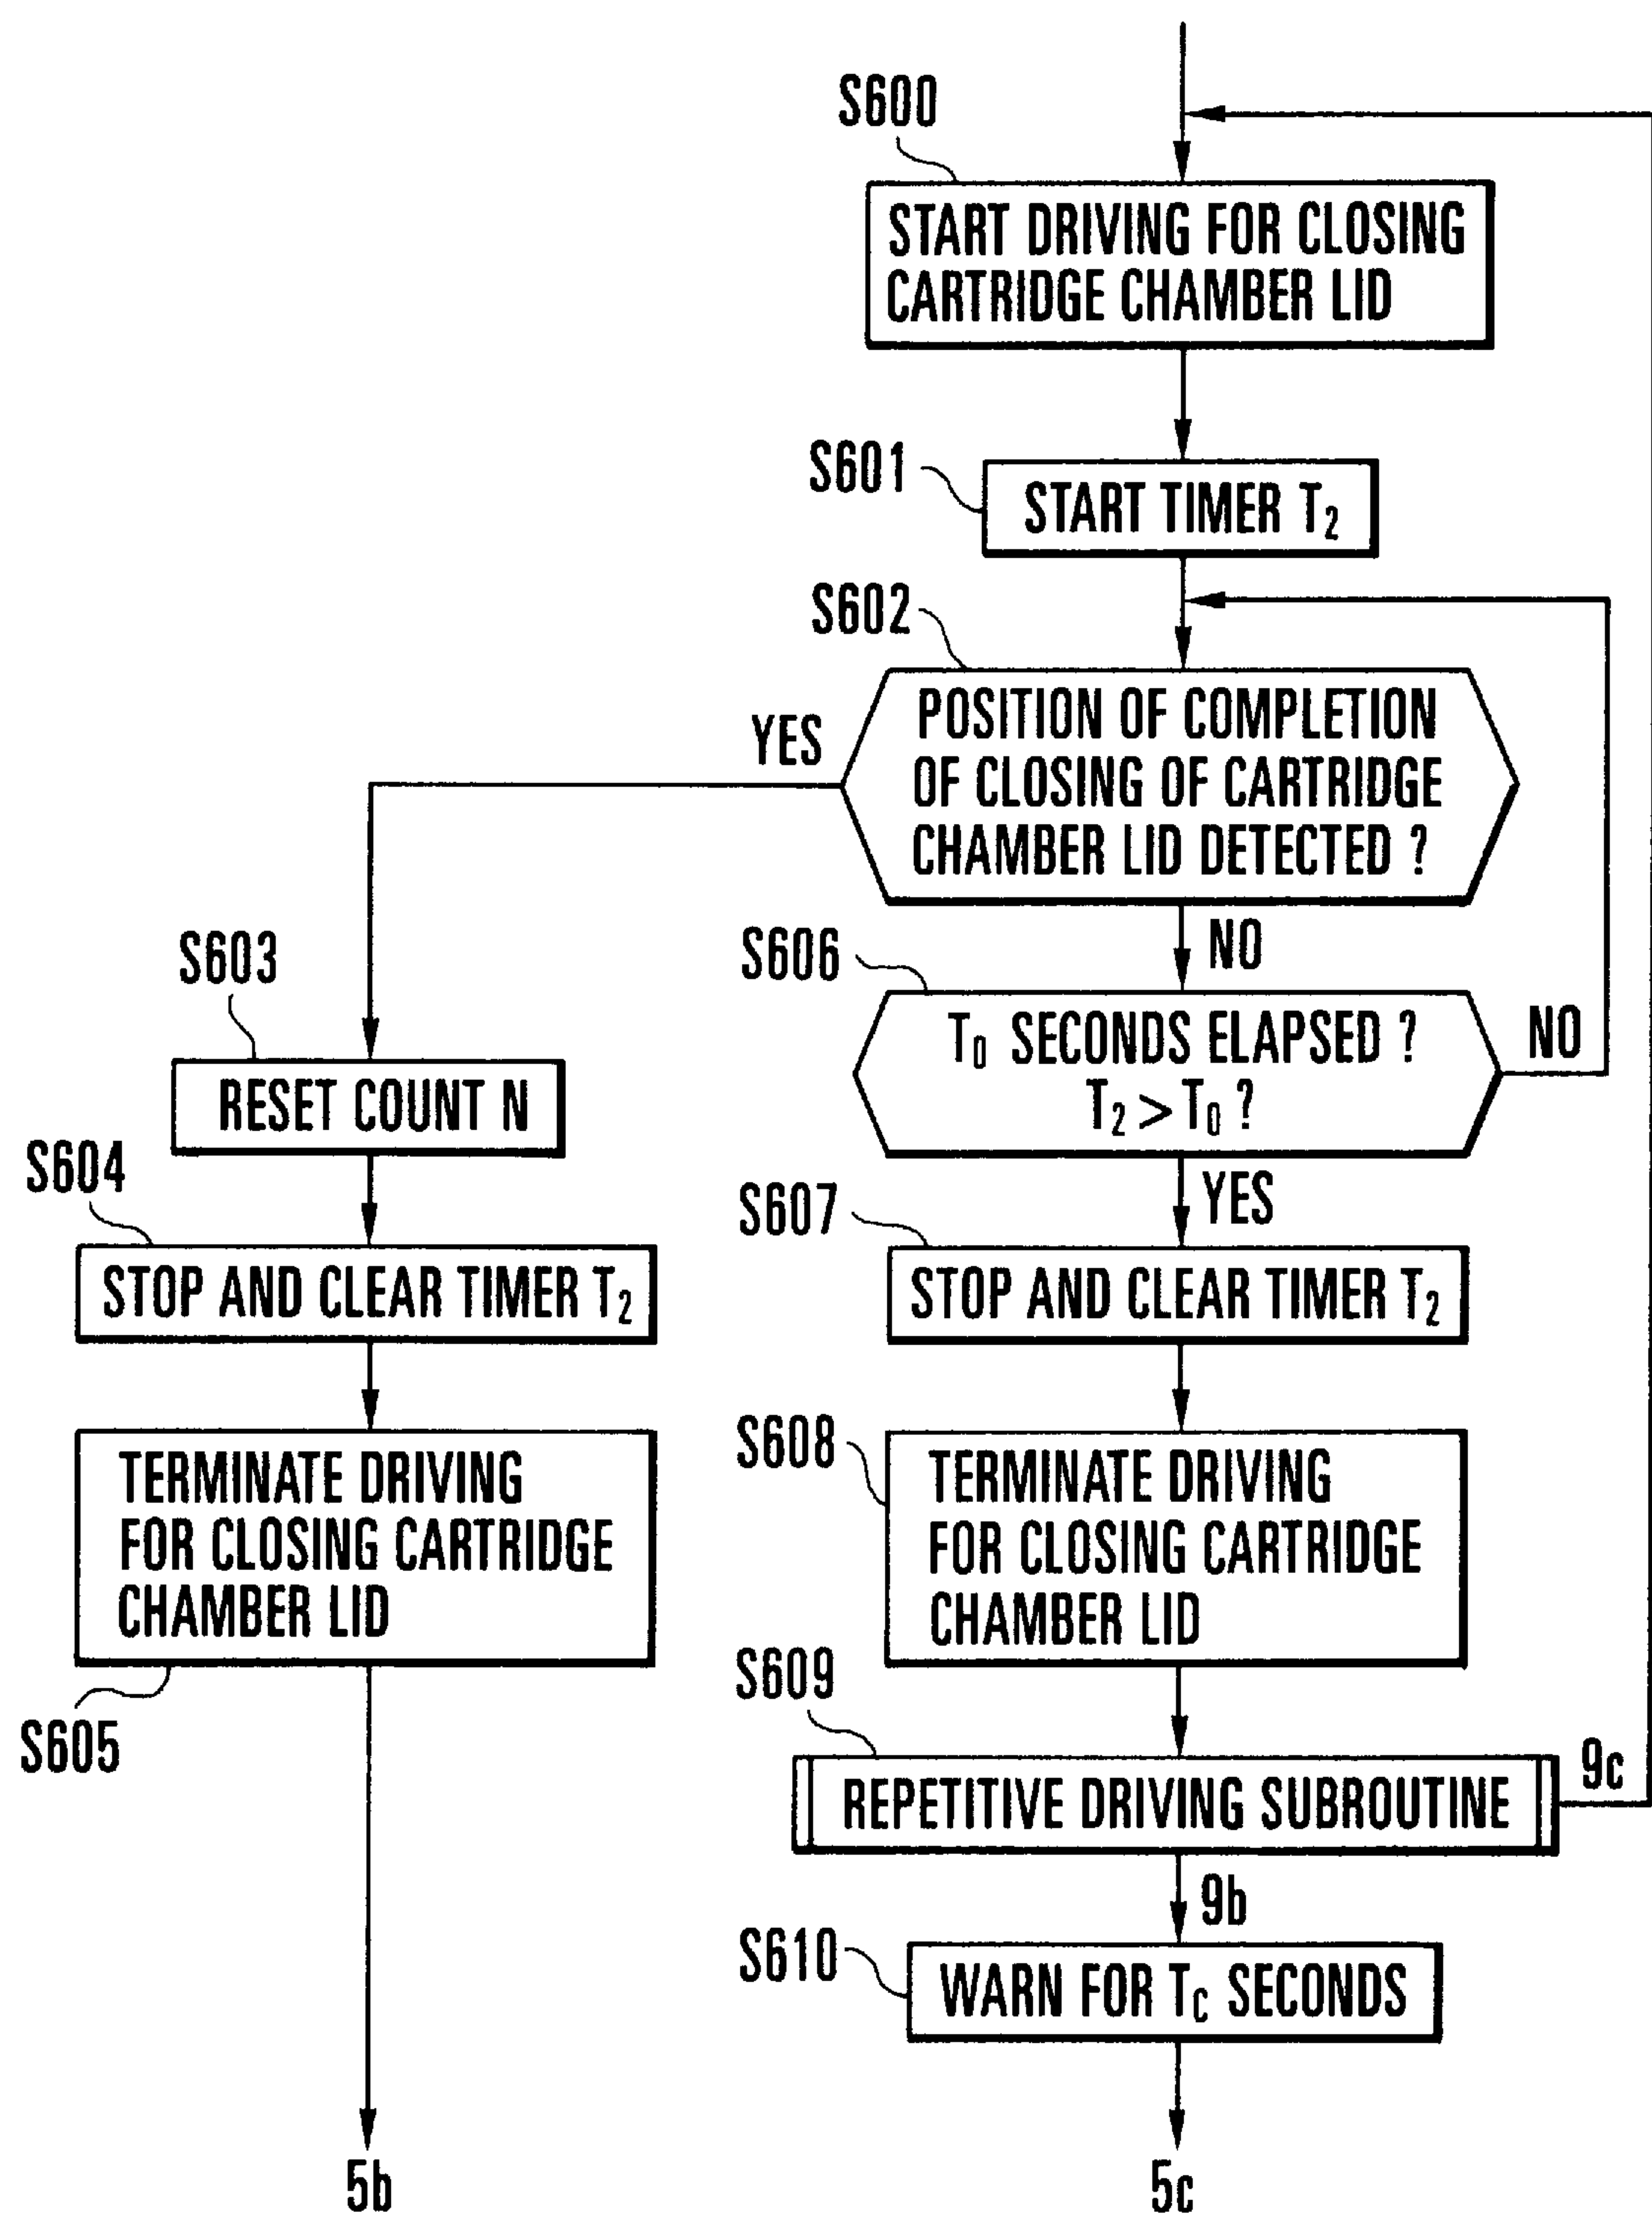 S600
START DRIVING FOR CLOSING
CARTRIDGE CHAMBER LID
S601
START TIMER T2
S602
POSITION OF COMPLETION
OF CLOSING OF CARTRIDGE
CHAMBER LID DETECTED ?
YES
NO
S603
RESET COUNT N
S604
STOP AND CLEAR TIMER T2
TERMINATE DRIVING
FOR CLOSING CARTRIDGE
CHAMBER LID
S605
5b
S606
T0 SECONDS ELAPSED ?
T2 > T0 ?
NO
YES
S607
STOP AND CLEAR TIMER T2
S608
TERMINATE DRIVING
FOR CLOSING CARTRIDGE
CHAMBER LID
S609
REPETITIVE DRIVING SUBROUTINE
9c
9b
S610
WARN FOR TC SECONDS
5c